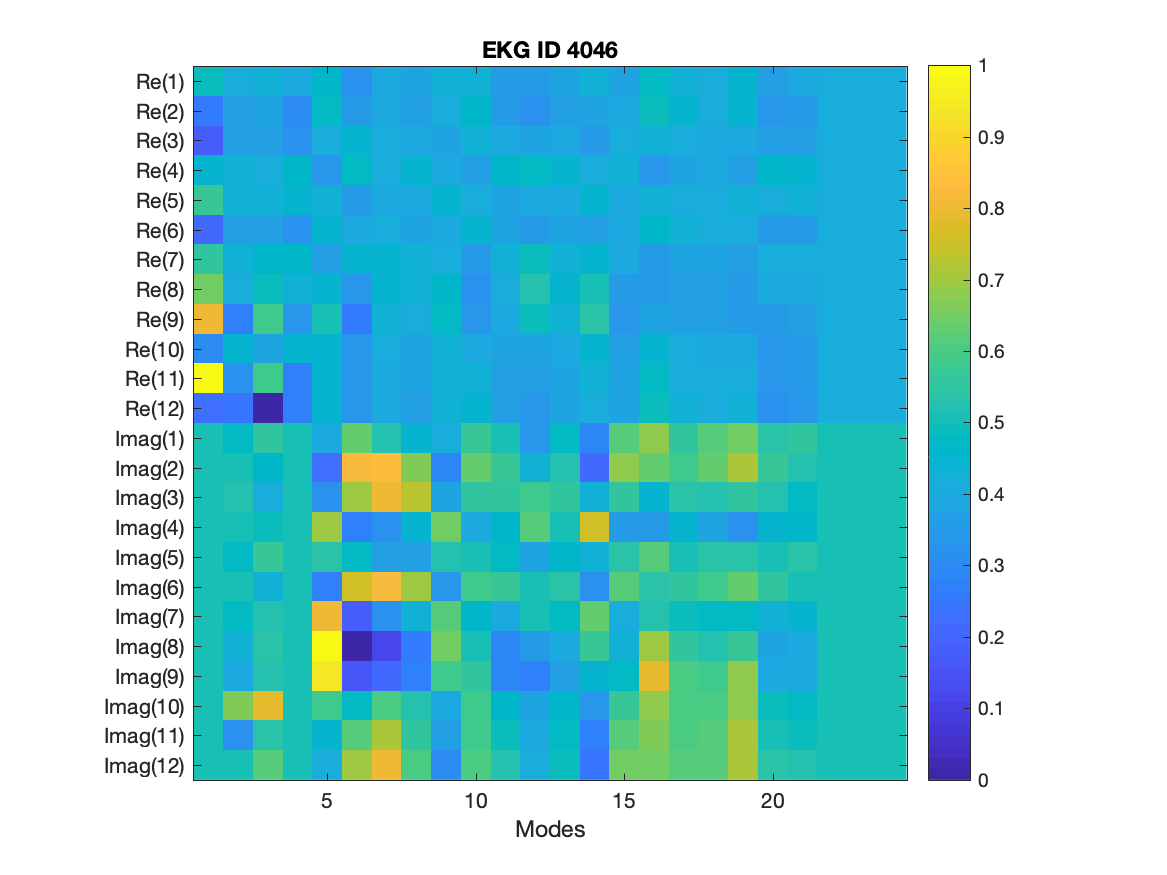 EKG ID 4046
Re(1)
Re(2)
Re(3)
Re(4)
Re(5)
Re(6)
Re(7)
Re(8)
Re(9)
Re(10)
Re(11)
Re(12)
Imag(1)
Imag(2)
Imag(3)
Imag(4)
Imag(5)
Imag(6)
Imag(7)
Imag(8)
Imag(9)
Imag(10)
Imag(11)
Imag(12)
5 10 15 20
Modes
1
0.9
0.8
0.7
0.6
0.5
0.4
0.3
0.2
0.1
0